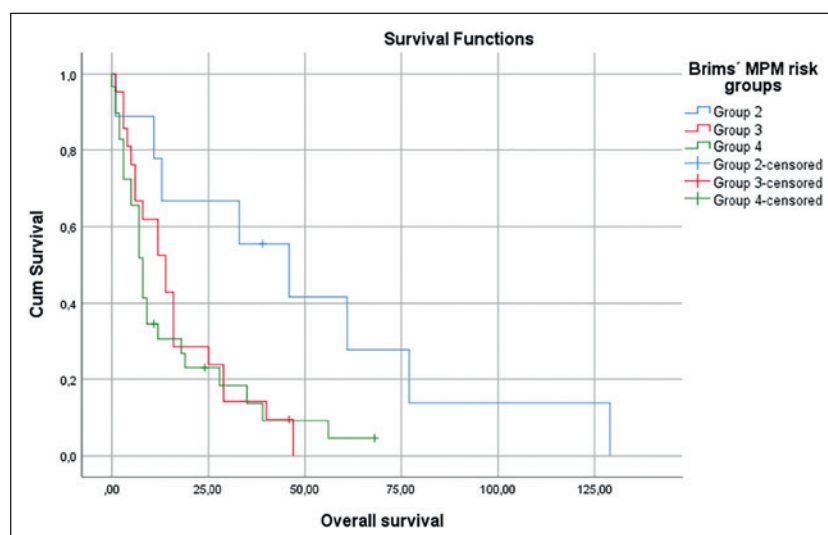 Survival Functions
Brims´ MPM risk
groups
Group 2
Group 3
Group 4
Group 2-censored
Group 3-censored
Group 4-censored
Cum Survival
1,0
0,8
0,6
0,4
0,2
0,0
,00 25,00 50,00 75,00 100,00 125,00
Overall survival